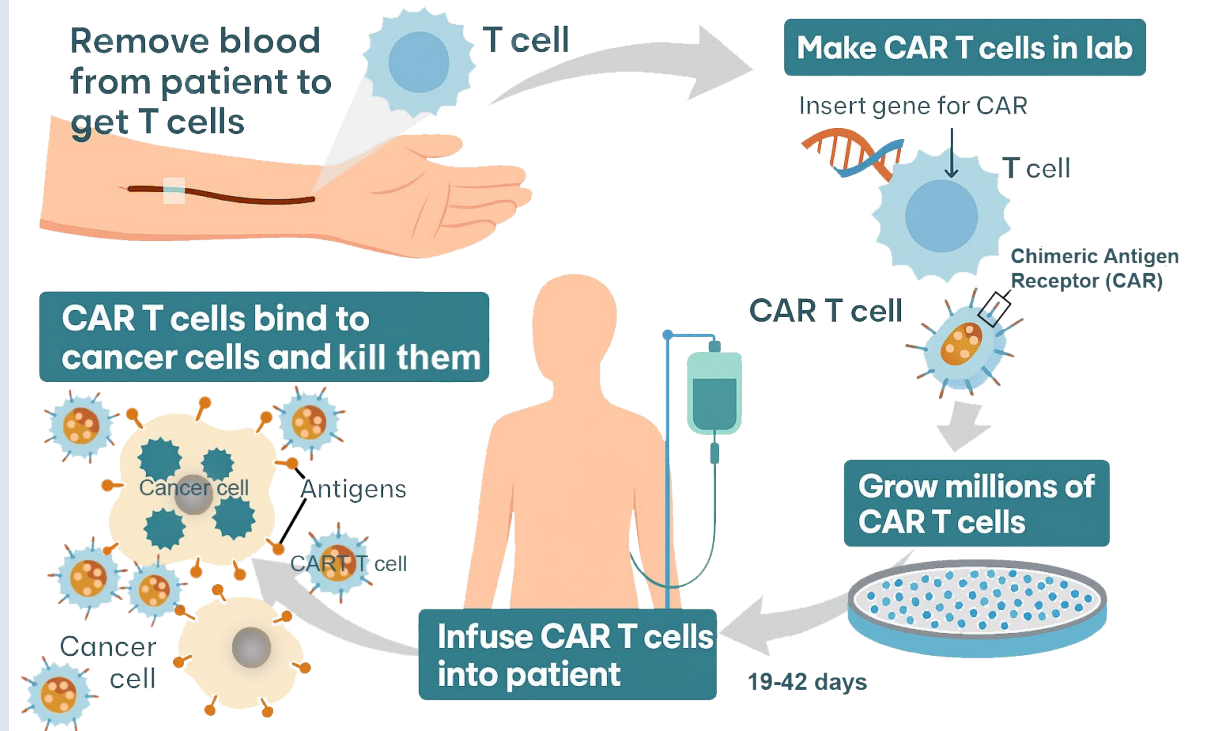 Remove blood
from patient to
get T cells
T cell
Make CAR T cells in lab
Insert gene for CAR
T cell
Chimeric Antigen
Receptor (CAR)
CAR T cell
Grow millions of
CAR T cells
19-42 days
Infuse CAR T cells
into patient
CAR T cells bind to
cancer cells and kill them
Cancer cell
Antigens
CART T cell
Cancer
cell